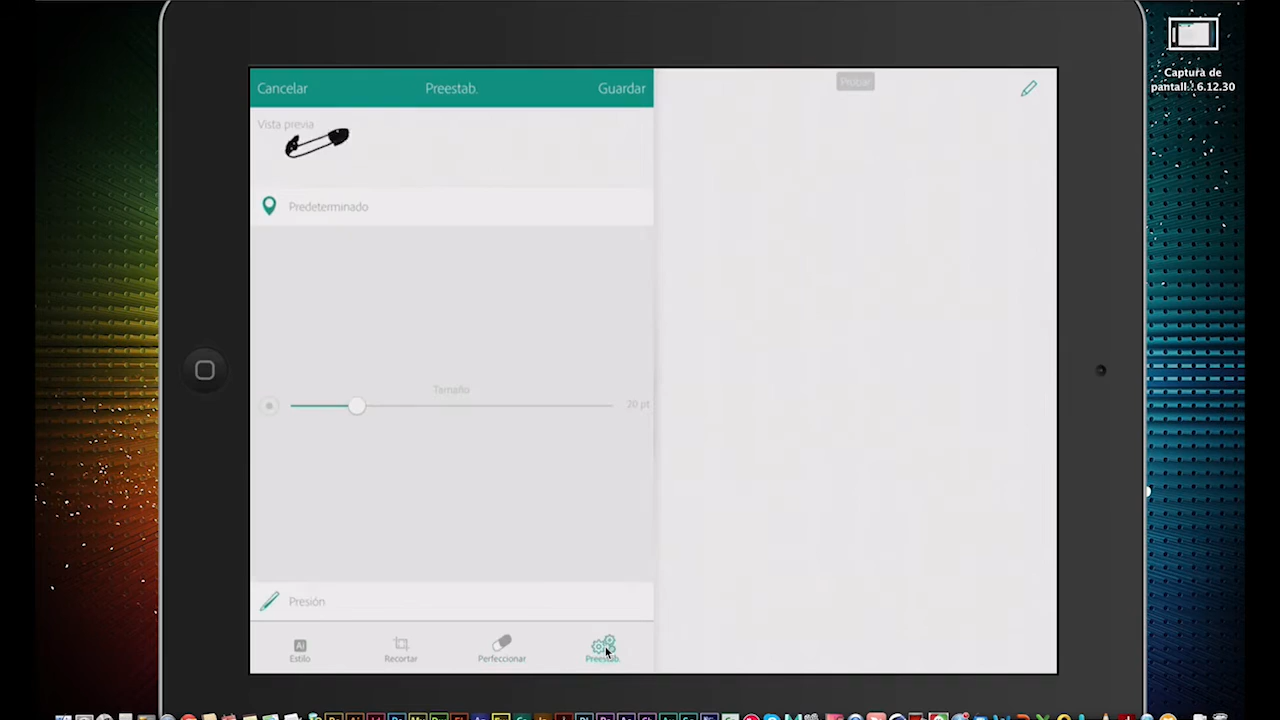 Captura de
pantall...6.12.30
Cancelar
Preestab.
Guardar
Probar
Vista previa
Predeterminado
Tamaño
20 pt
Presión
Ai
Estilo
Recortar
Perfeccionar
Preestab.